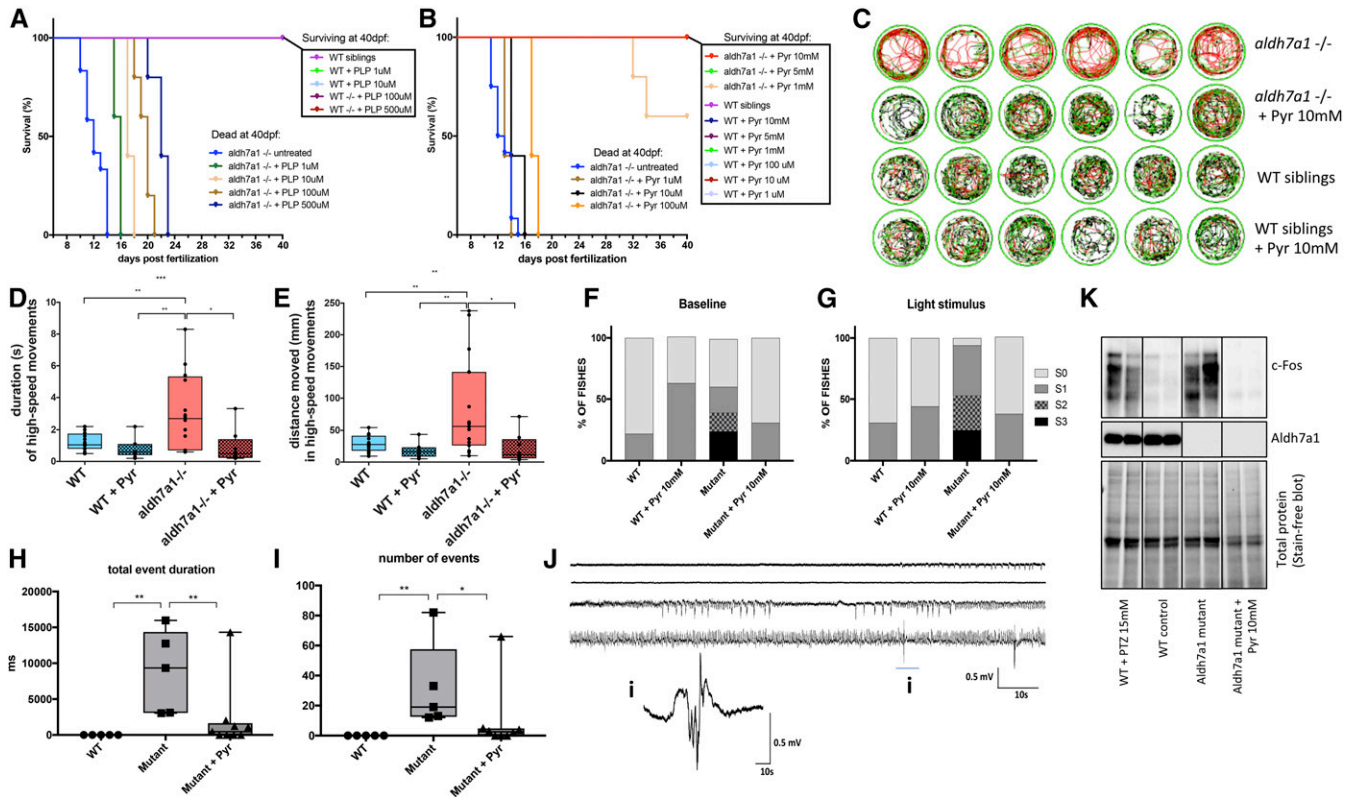 A
Survival (%)
100
50
0
8 12 16 20 24 28 32 36 40
days post fertilization
Surviving at 40dpf:
WT siblings
WT + PLP 1uM
WT + PLP 10uM
WT -/- + PLP 100uM
WT -/- + PLP 500uM
Dead at 40dpf:
aldh7a1 -/- untreated
aldh7a1 -/- + PLP 1uM
aldh7a1 -/- + PLP 10uM
aldh7a1 -/- + PLP 100uM
aldh7a1 -/- + PLP 500uM
B
Survival (%)
100
50
0
8 12 16 20 24 28 32 36 40
days post fertilization
Surviving at 40dpf:
aldh7a1 -/- + Pyr 10mM
aldh7a1 -/- + Pyr 5mM
aldh7a1 -/- + Pyr 1mM
WT siblings
WT + Pyr 10mM
WT + Pyr 5mM
WT + Pyr 1mM
WT + Pyr 100 uM
WT + Pyr 10 uM
WT + Pyr 1 uM
Dead at 40dpf:
aldh7a1 -/- untreated
aldh7a1 -/- + Pyr 1uM
aldh7a1 -/- + Pyr 10uM
aldh7a1 -/- + Pyr 100uM
C
aldh7a1 -/-
aldh7a1 -/-
+ Pyr 10mM
WT siblings
WT siblings
+ Pyr 10mM
D
***
**
**
*
duration (s)
of high-speed movements
10
8
6
4
2
0
WT
WT + Pyr
aldh7a1-/-
aldh7a1-/- + Pyr
E
**
**
**
*
distance moved (mm)
in high-speed movements
250
200
150
100
50
0
WT
WT + Pyr
aldh7a1-/-
aldh7a1-/- + Pyr
F
Baseline
% OF FISHES
100
50
0
WT
WT + Pyr 10mM
Mutant
Mutant + Pyr 10mM
G
Light stimulus
% OF FISHES
100
50
0
WT
WT + Pyr 10mM
Mutant
Mutant + Pyr 10mM
S0
S1
S2
S3
H
total event duration
** **
ms
20000
15000
10000
5000
0
WT
Mutant
Mutant + Pyr
I
number of events
** *
100
80
60
40
20
0
WT
Mutant
Mutant + Pyr
J
i
0.5 mV
10s
i
0.5 mV
10s
K
c-Fos
Aldh7a1
Total protein
(Stain-free blot)
WT + PTZ 15mM
WT control
Aldh7a1 mutant
Aldh7a1 mutant +
Pyr 10mM